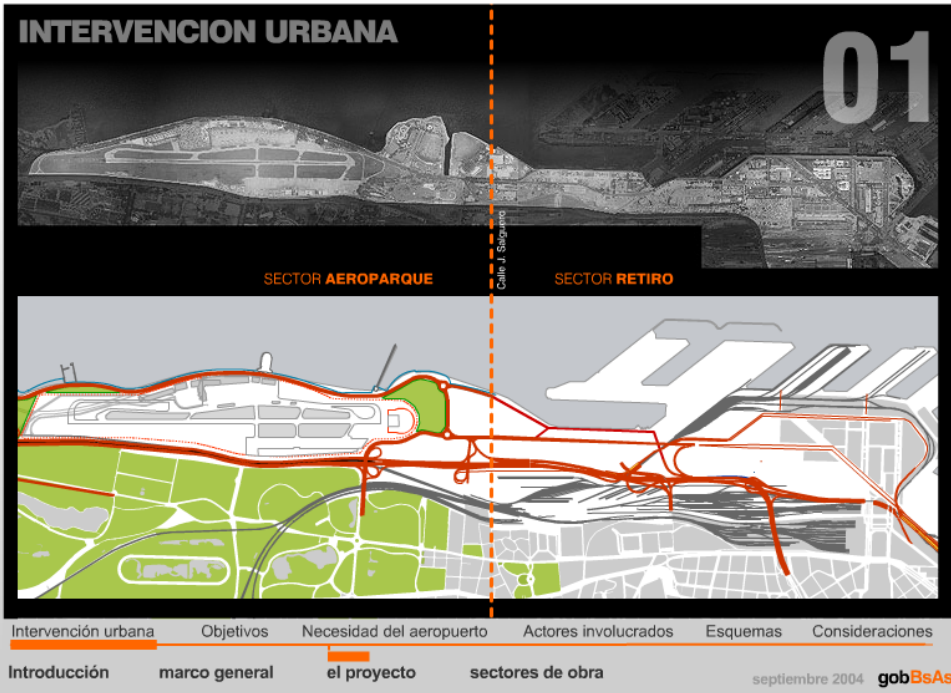 INTERVENCION URBANA
01
Calle J. Salguero
SECTOR AEROPARQUE
SECTOR RETIRO
Intervención urbana Objetivos Necesidad del aeropuerto Actores involucrados Esquemas Consideraciones
Introducción marco general el proyecto sectores de obra
septiembre 2004 gobBsAs